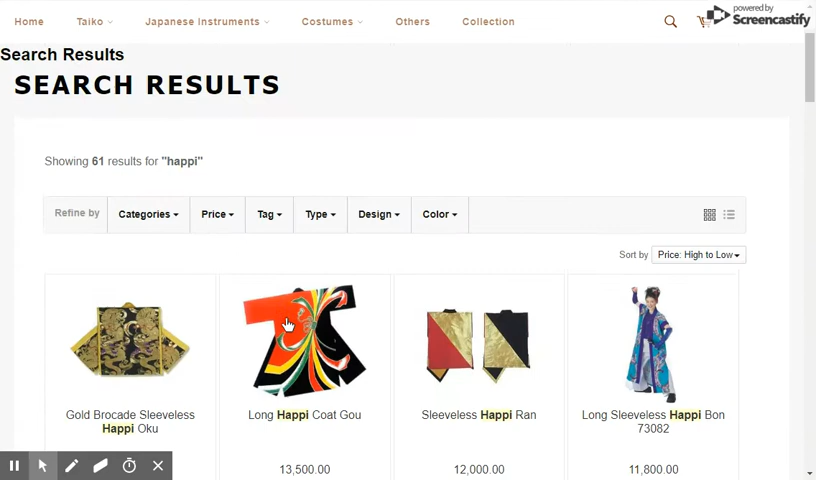 Home Taiko Japanese Instruments Costumes Others Collection
powered by
Screencastify
Search Results
SEARCH RESULTS
Showing 61 results for "happi"
Refine by Categories Price Tag Type Design Color
Sort by Price: High to Low
Gold Brocade Sleeveless
Happi Oku
Long Happi Coat Gou
13,500.00
Sleeveless Happi Ran
12,000.00
Long Sleeveless Happi Bon
73082
11,800.00